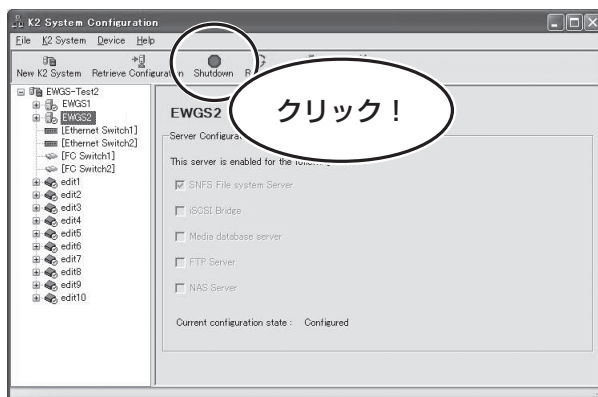 K2 System Configuration
File K2 System Device Help
New K2 System Retrieve Configuration Shutdown
EWGS-Test2
EWGS1
EWGS2
[Ethernet Switch1]
[Ethernet Switch2]
[FC Switch1]
[FC Switch2]
edit1
edit2
edit3
edit4
edit5
edit6
edit7
edit8
edit9
edit10
クリック！
EWGS2
Server Configura
This server is enabled for the
SNFS File system Server
iSCSI Bridge
Media database server
FTP Server
NAS Server
Current configuration state : Configured